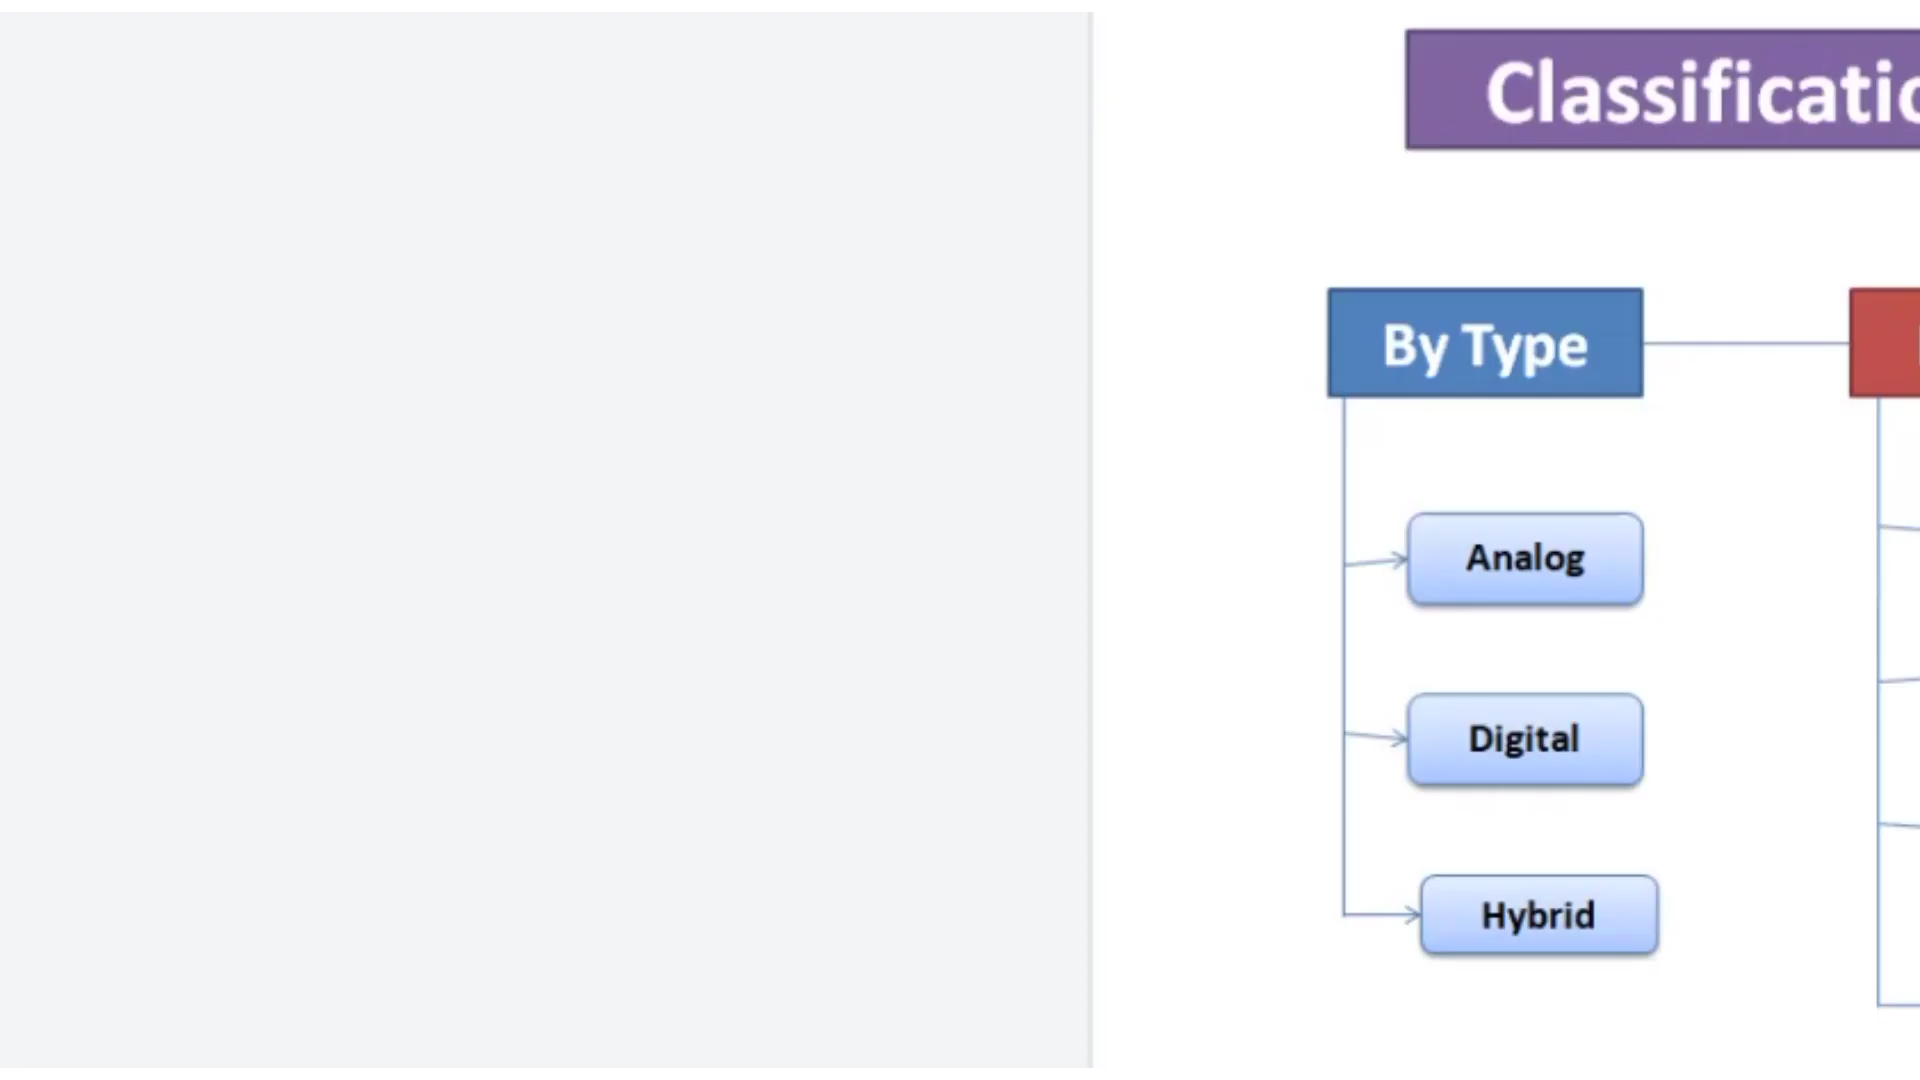 Classificatio
By Type
Analog
Digital
Hybrid